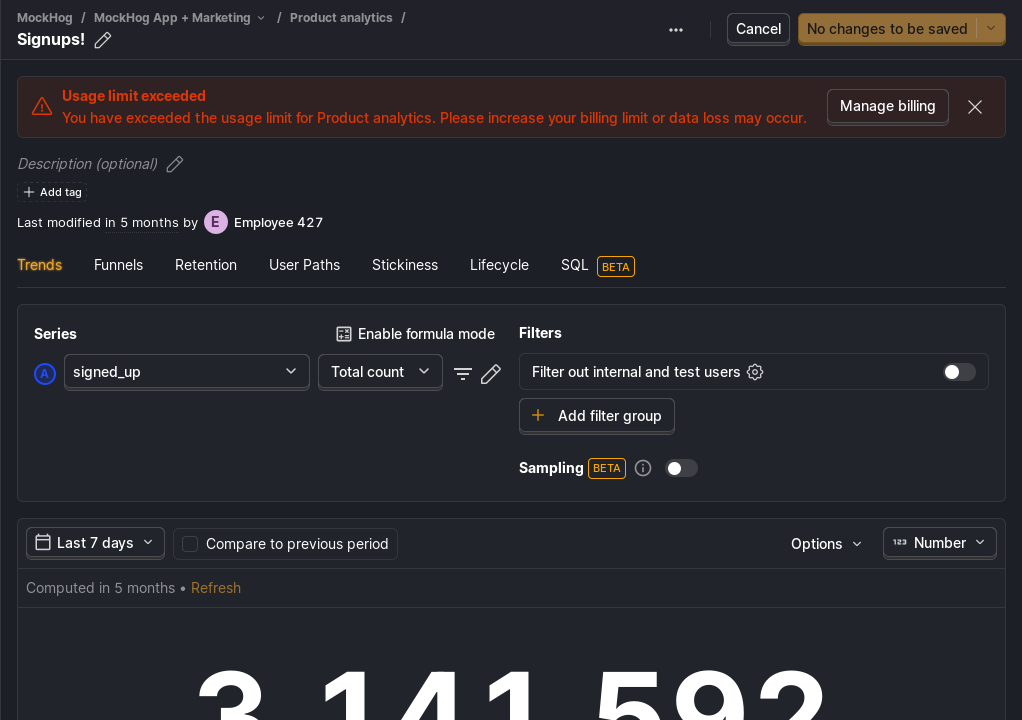 MockHog / MockHog App + Marketing / Product analytics /
Signups!
Cancel
No changes to be saved
Usage limit exceeded
You have exceeded the usage limit for Product analytics. Please increase your billing limit or data loss may occur.
Manage billing
Description (optional)
Add tag
Last modified in 5 months by E Employee 427
Trends Funnels Retention User Paths Stickiness Lifecycle SQL BETA
Series
Enable formula mode
A signed_up
Total count
Filters
Filter out internal and test users
Add filter group
Sampling BETA
Last 7 days
Compare to previous period
Options
123 Number
Computed in 5 months • Refresh
3,141,592